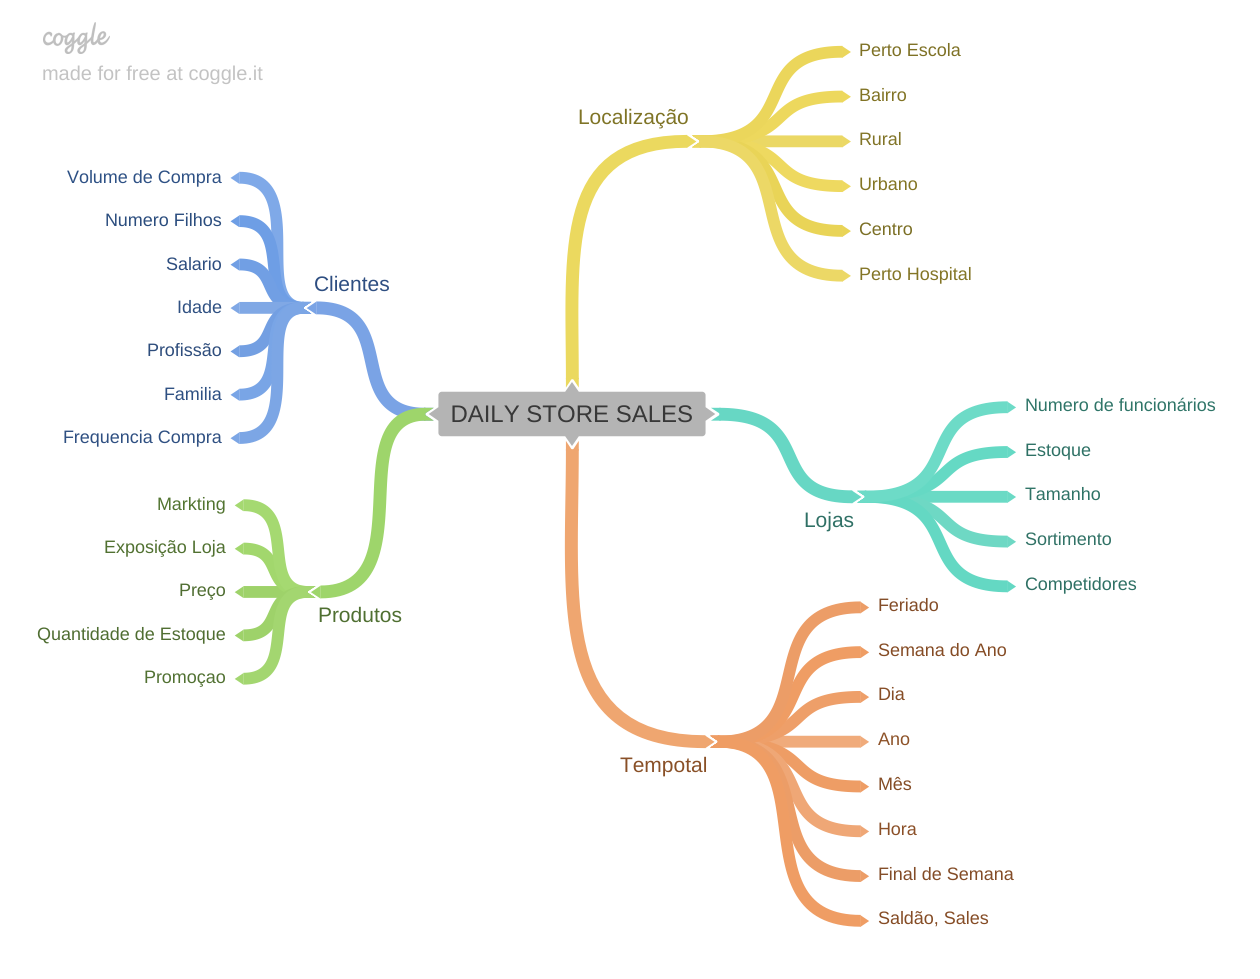 coggle
made for free at coggle.it
DAILY STORE SALES
Clientes
Volume de Compra
Numero Filhos
Salario
Idade
Profissão
Familia
Frequencia Compra
Produtos
Markting
Exposição Loja
Preço
Quantidade de Estoque
Promoçao
Localização
Perto Escola
Bairro
Rural
Urbano
Centro
Perto Hospital
Lojas
Numero de funcionários
Estoque
Tamanho
Sortimento
Competidores
Tempotal
Feriado
Semana do Ano
Dia
Ano
Mês
Hora
Final de Semana
Saldão, Sales